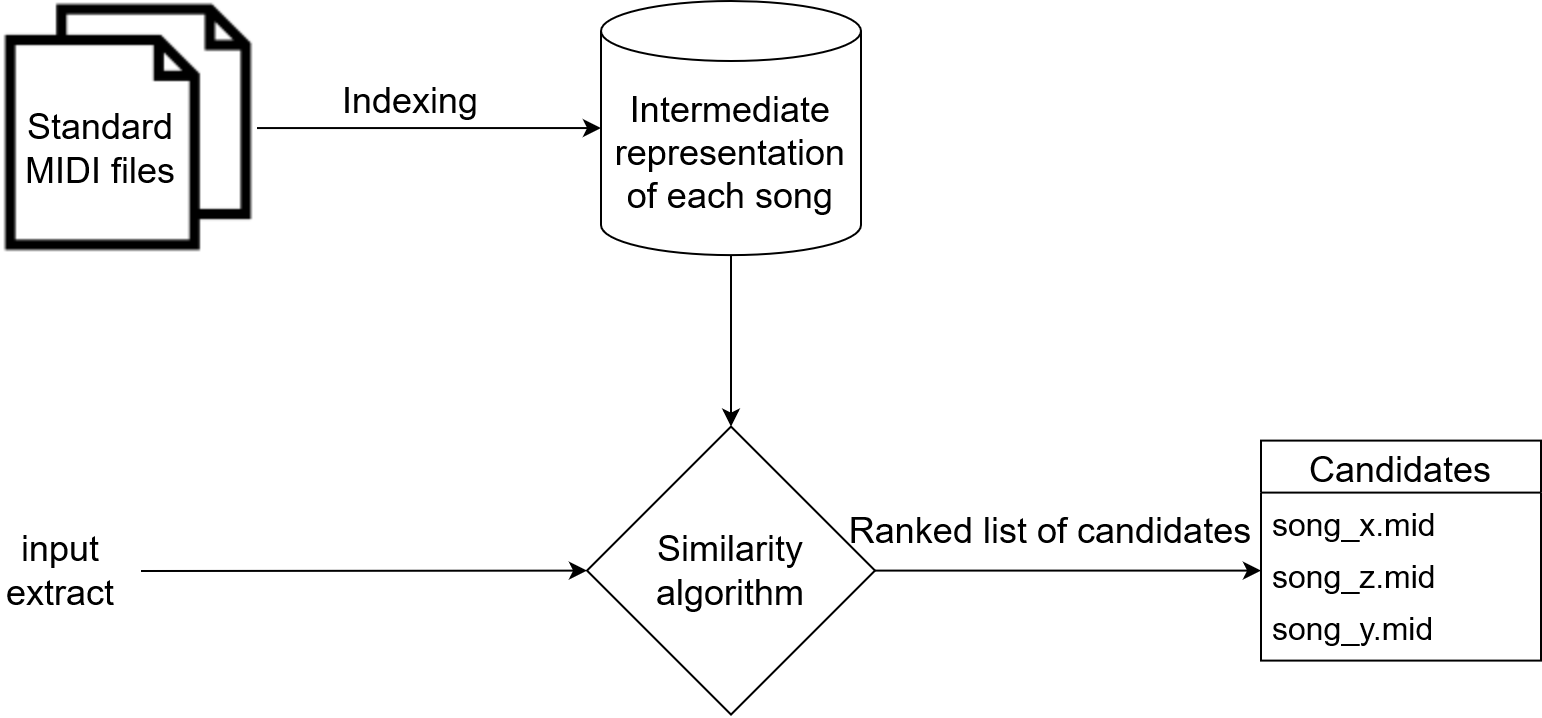 Standard
MIDI files
Indexing
Intermediate
representation
of each song
input
extract
Similarity
algorithm
Ranked list of candidates
Candidates
song_x.mid
song_z.mid
song_y.mid